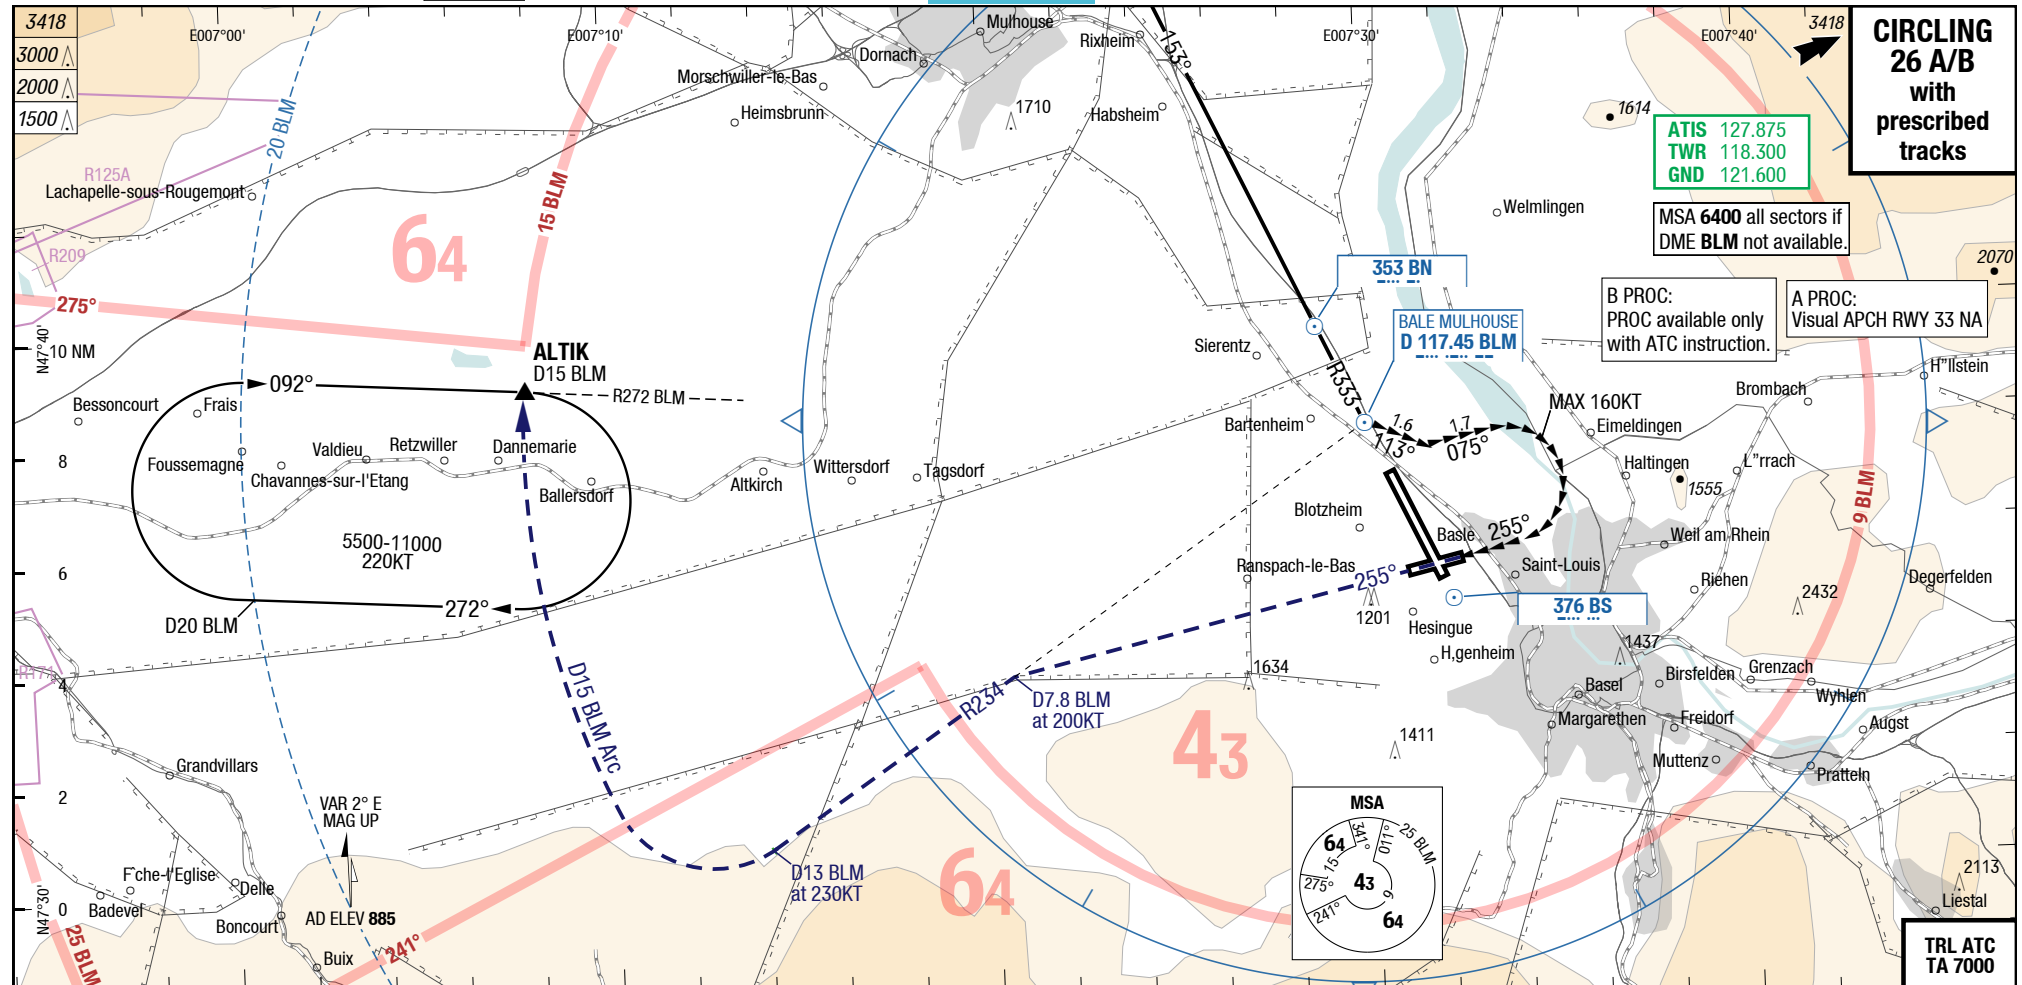 3418
3000
2000
1500
E007°00'
E007°10'
E007°30'
E007°40'
3418
CIRCLING
26 A/B
with
prescribed
tracks
ATIS 127.875
TWR 118.300
GND 121.600
MSA 6400 all sectors if
DME BLM not available.
B PROC:
PROC available only
with ATC instruction.
A PROC:
Visual APCH RWY 33 NA
Mulhouse
Rixheim
Dornach
Morschwiller-le-Bas
Heimsbrunn
1710
Habsheim
153°
1614
20 BLM
R125A
Lachapelle-sous-Rougemont
15 BLM
64
Welmlingen
R209
275°
2070
353 BN
BALE MULHOUSE
D 117.45 BLM
N47°40'
10 NM
ALTIK
D15 BLM
R272 BLM
092°
Sierentz
R333
H"llstein
Brombach
MAX 160KT
Bessoncourt
Frais
Bartenheim
1.6
113°
1.7
075°
Eimeldingen
Valdieu
Retzwiller
Dannemarie
8
Foussemagne
Chavannes-sur-l'Etang
Ballersdorf
Altkirch
Wittersdorf
Tagsdorf
Haltingen
L"rrach
1555
9 BLM
5500-11000
220KT
Blotzheim
Basle
255°
Weil am Rhein
Ranspach-le-Bas
255°
Saint-Louis
6
Riehen
Degerfelden
2432
272°
D20 BLM
1201
Hesingue
376 BS
H,genheim
1437
R171
4
D15 BLM Arc
R234
D7.8 BLM
at 200KT
1634
Grenzach
Birsfelden
Basel
Wyhlen
Margarethen
Freidorf
Augst
43
1411
Muttenz
Pratteln
Grandvillars
2
VAR 2° E
MAG UP
MSA
64
341°
011°
25 BLM
15
275°
43
9
241°
64
D13 BLM
at 230KT
64
Fˆche-l'Eglise
Delle
Badevel
2113
Liestal
N47°30'
0
Boncourt
AD ELEV 885
25 BLM
241°
Buix
TRL ATC
TA 7000